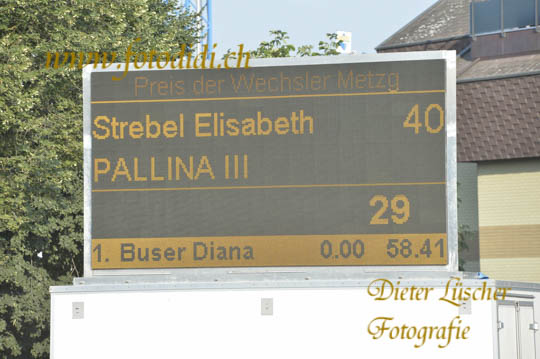 www.fotodidi.ch
Preis der Wechsler Metzg
Strebel Elisabeth 40
PALLINA III
29
1. Buser Diana 0.00 58.41
Dieter Lüscher
Fotografie